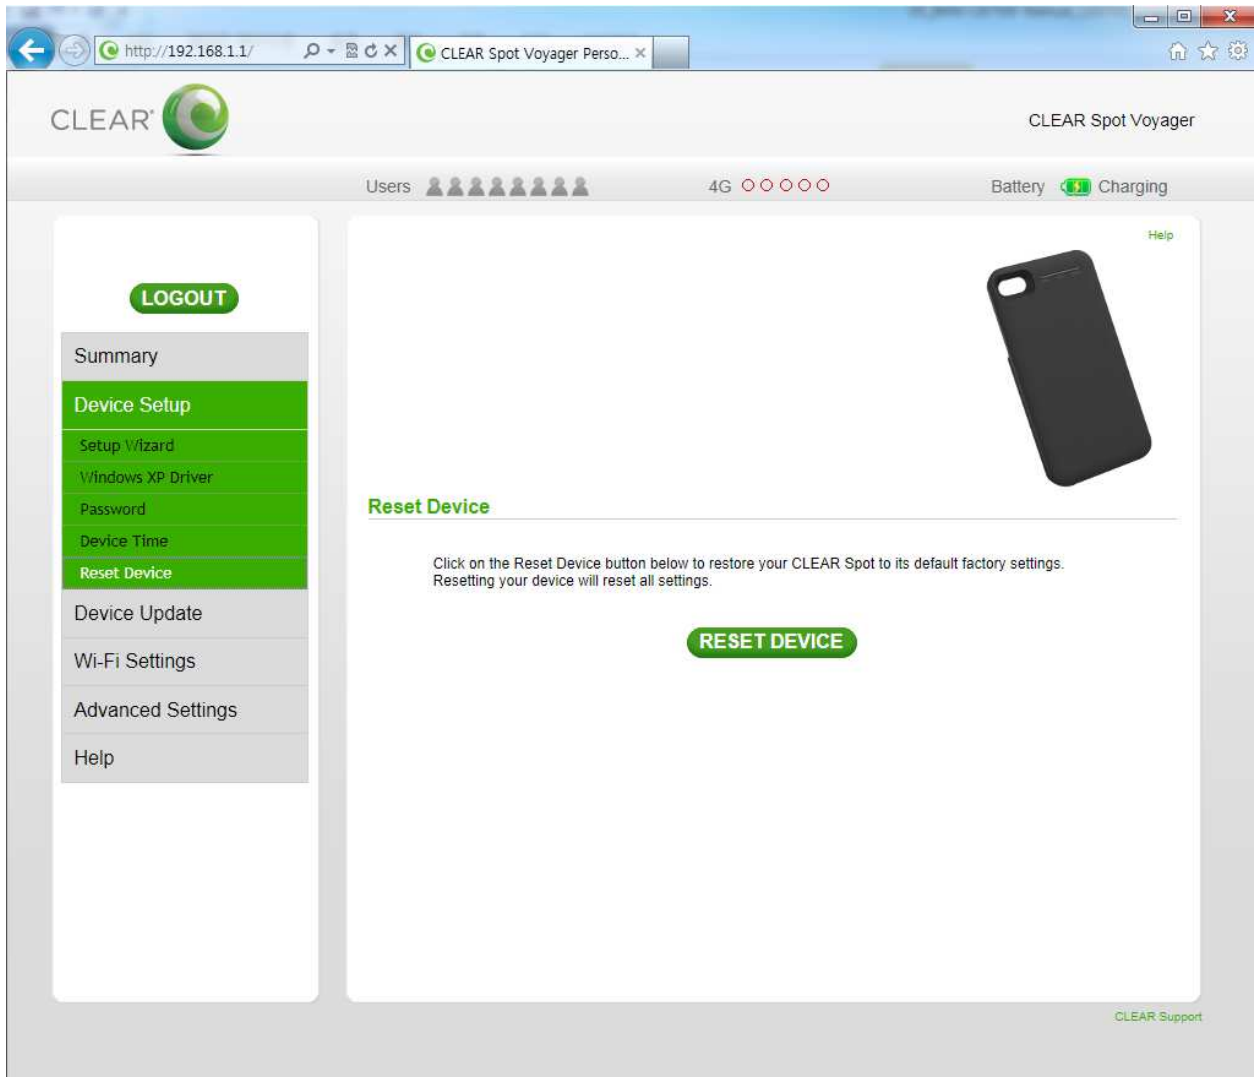 http://192.168.1.1/
CLEAR Spot Voyager Perso...
CLEAR
CLEAR Spot Voyager
Users
4G
Battery
Charging
Help
LOGOUT
Summary
Device Setup
Setup Wizard
Windows XP Driver
Password
Device Time
Reset Device
Device Update
Wi-Fi Settings
Advanced Settings
Help
Reset Device
Click on the Reset Device button below to restore your CLEAR Spot to its default factory settings.
Resetting your device will reset all settings.
RESET DEVICE
CLEAR Support